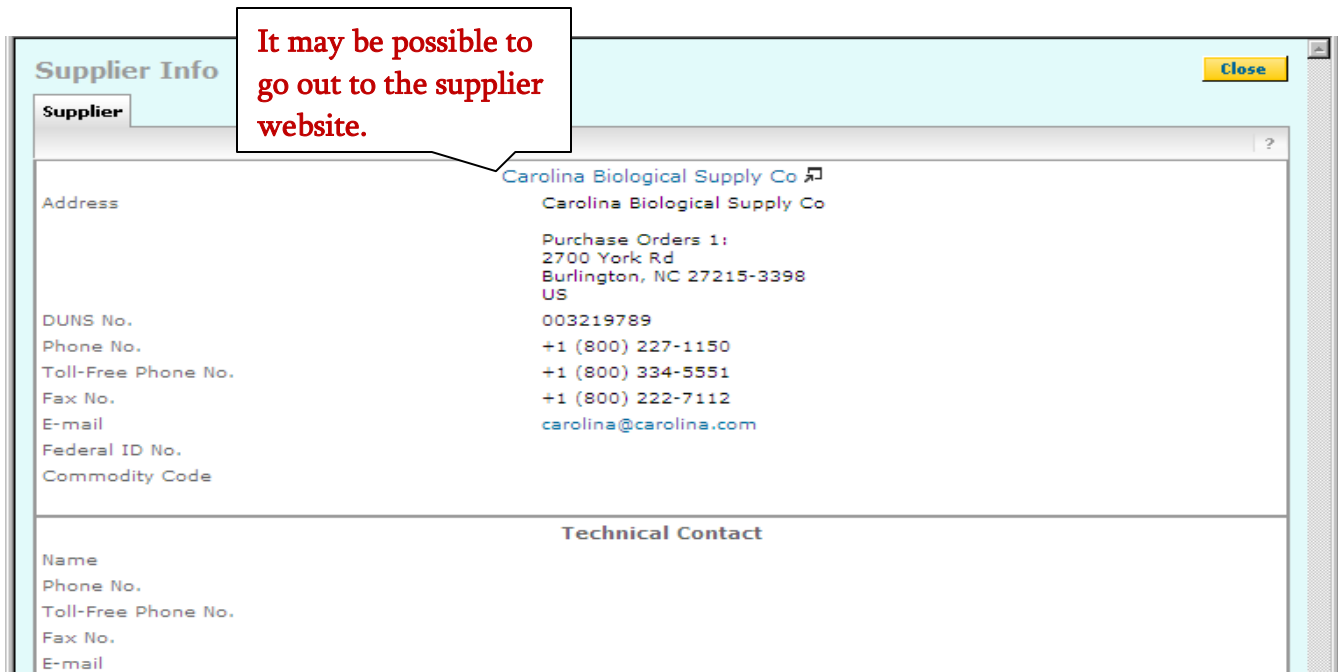 It may be possible to
go out to the supplier
website.
Supplier Info
Close
Supplier
?
Carolina Biological Supply Co
Address Carolina Biological Supply Co
Purchase Orders 1:
2700 York Rd
Burlington, NC 27215-3398
US
DUNS No. 003219789
Phone No. +1 (800) 227-1150
Toll-Free Phone No. +1 (800) 334-5551
Fax No. +1 (800) 222-7112
E-mail carolina@carolina.com
Federal ID No.
Commodity Code
Technical Contact
Name
Phone No.
Toll-Free Phone No.
Fax No.
E-mail